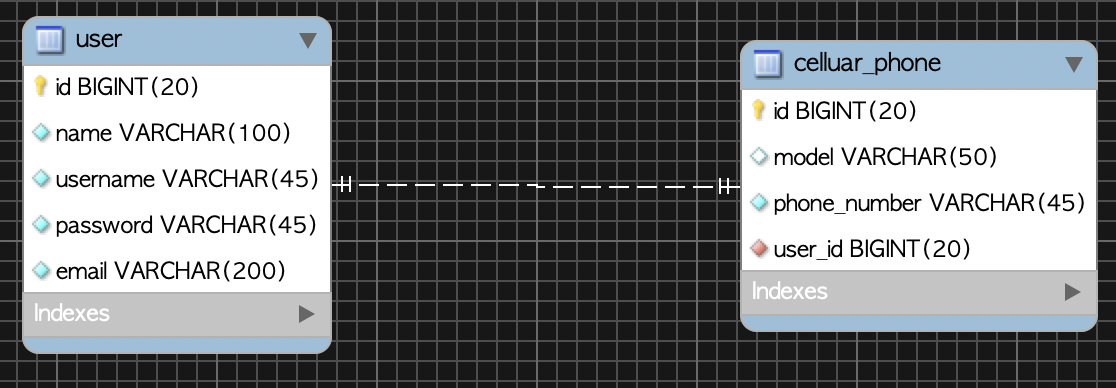 user
id BIGINT(20)
name VARCHAR(100)
username VARCHAR(45)
password VARCHAR(45)
email VARCHAR(200)
Indexes
celluar_phone
id BIGINT(20)
model VARCHAR(50)
phone_number VARCHAR(45)
user_id BIGINT(20)
Indexes